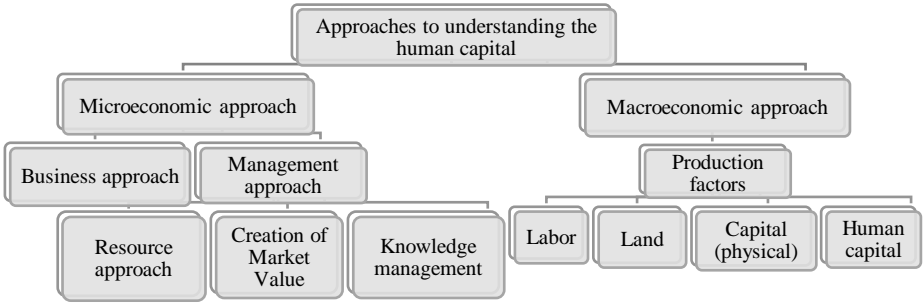 Approaches to understanding the
human capital
Microeconomic approach
Macroeconomic approach
Business approach
Management
approach
Production
factors
Resource
approach
Creation of
Market
Value
Knowledge
management
Labor
Land
Capital
(physical)
Human
capital